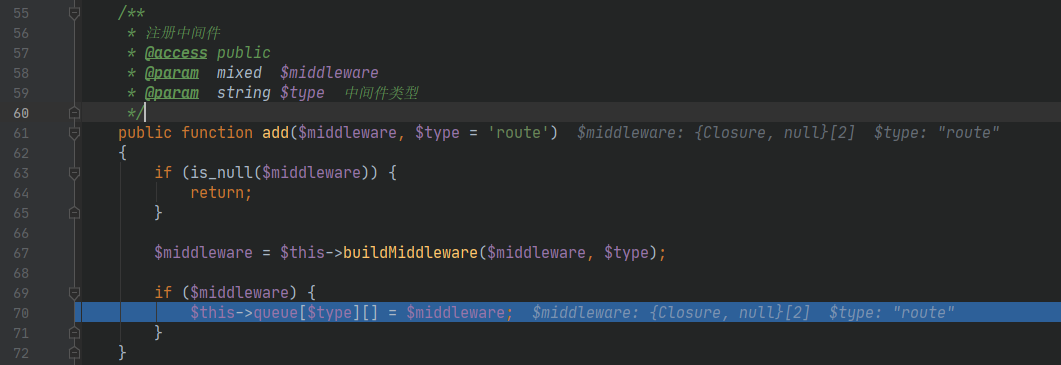 55 /**
56 * 注册中间件
57 * @access public
58 * @param  mixed  $middleware
59 * @param  string $type  中间件类型
60 */
61 public function add($middleware, $type = 'route')  $middleware: {Closure, null}[2]  $type: "route"
62 {
63 if (is_null($middleware)) {
64 return;
65 }
66
67 $middleware = $this->buildMiddleware($middleware, $type);
68
69 if ($middleware) {
70 $this->queue[$type][] = $middleware;  $middleware: {Closure, null}[2]  $type: "route"
71 }
72 }